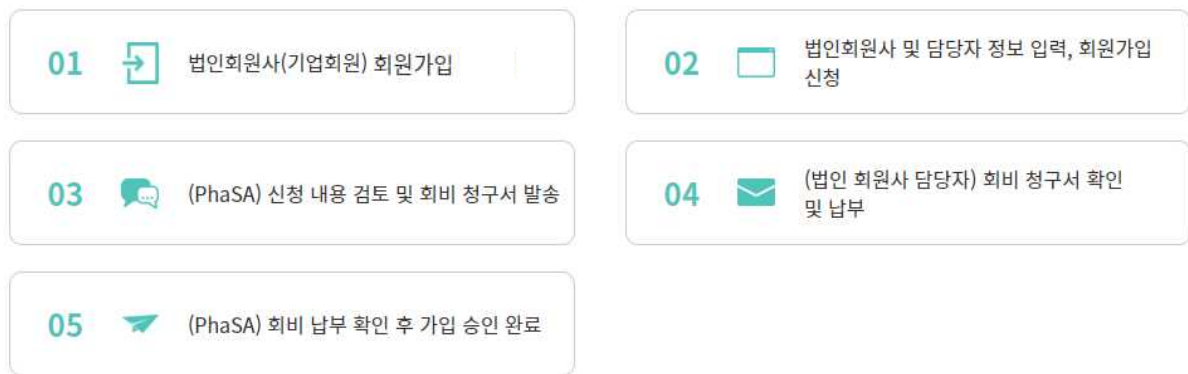 01 법인회원사(기업회원) 회원가입
02 법인회원사 및 담당자 정보 입력, 회원가입
신청
03 (PhaSA) 신청 내용 검토 및 회비 청구서 발송
04 (법인 회원사 담당자) 회비 청구서 확인
및 납부
05 (PhaSA) 회비 납부 확인 후 가입 승인 완료